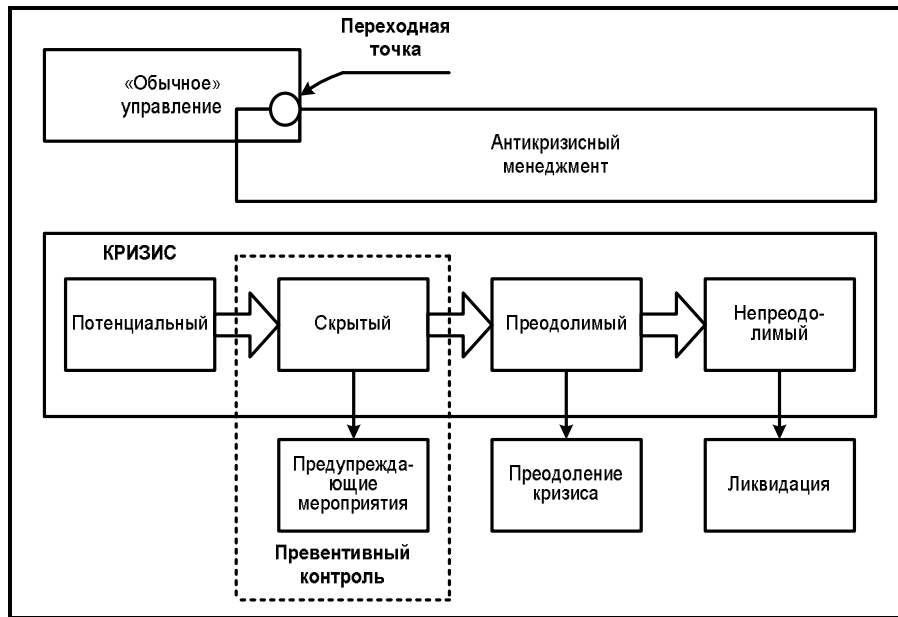 Переходная
точка
«Обычное»
управление
Антикризисный
менеджмент
КРИЗИС
Потенциальный
Скрытый
Преодолимый
Непреодо-
лимый
Предупрежда-
ющие
мероприятия
Преодоление
кризиса
Ликвидация
Превентивный
контроль